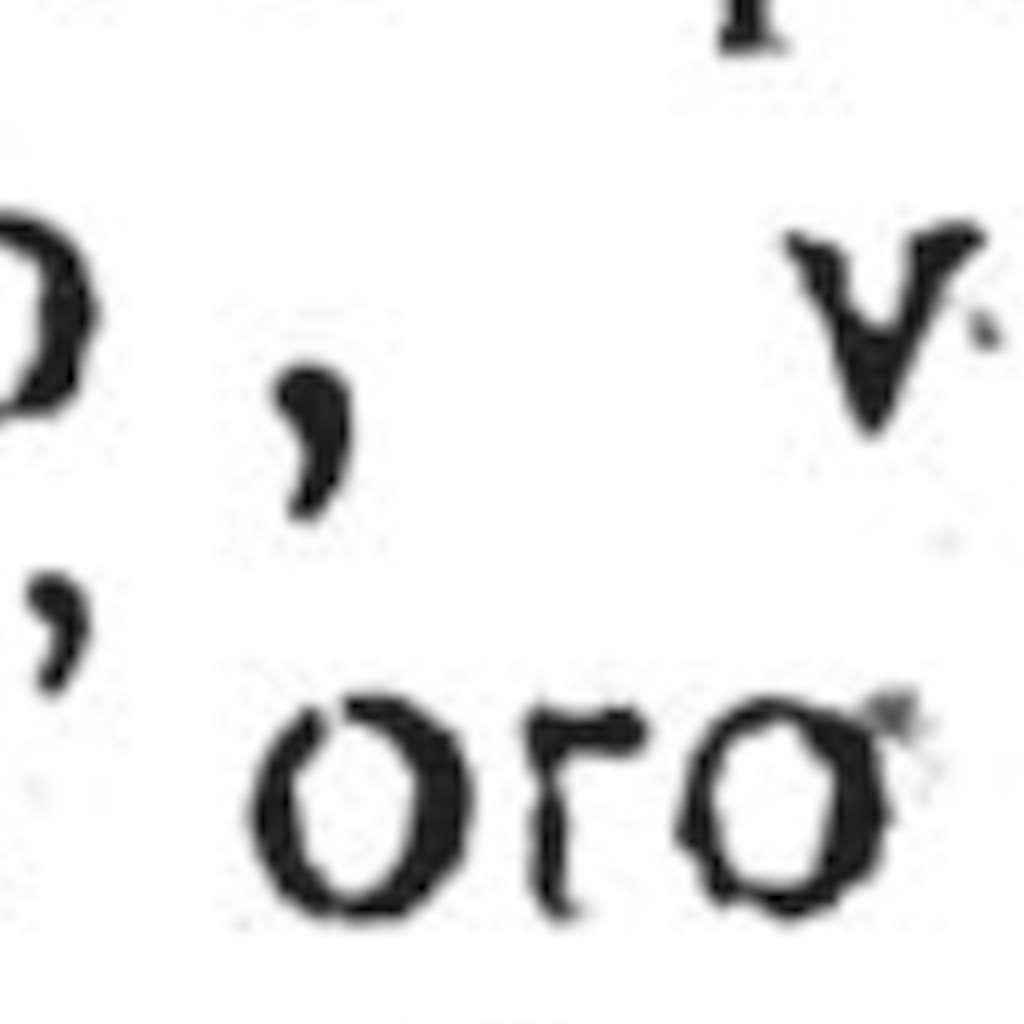 , v
, oro